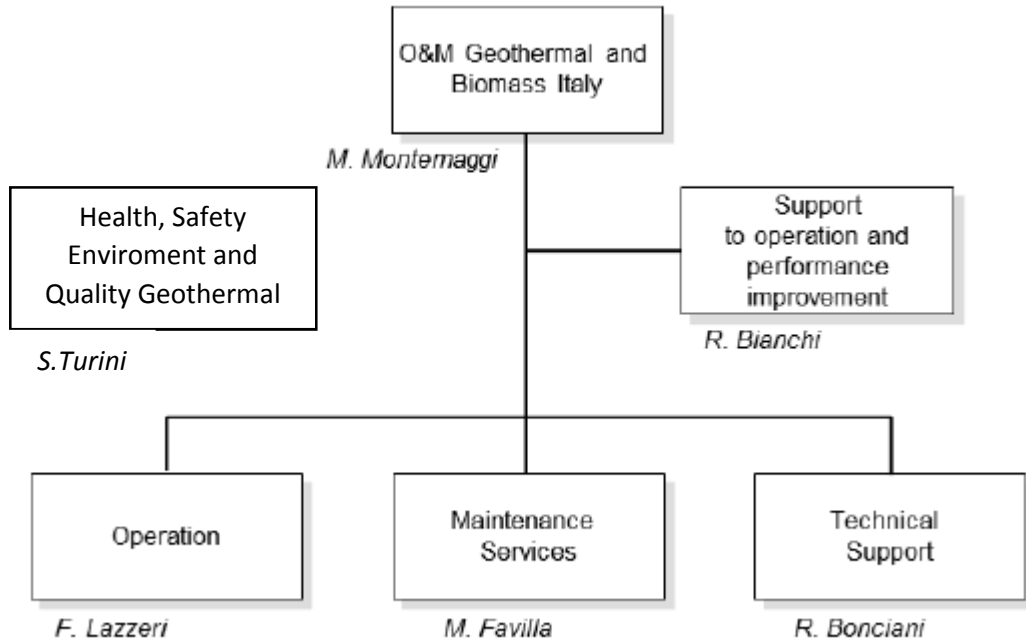 O&M Geothermal and
Biomass Italy
M. Montemaggi
Health, Safety
Enviroment and
Quality Geothermal
S.Turini
Support
to operation and
performance
improvement
R. Bianchi
Operation
F. Lazzeri
Maintenance
Services
M. Favilla
Technical
Support
R. Bonciani